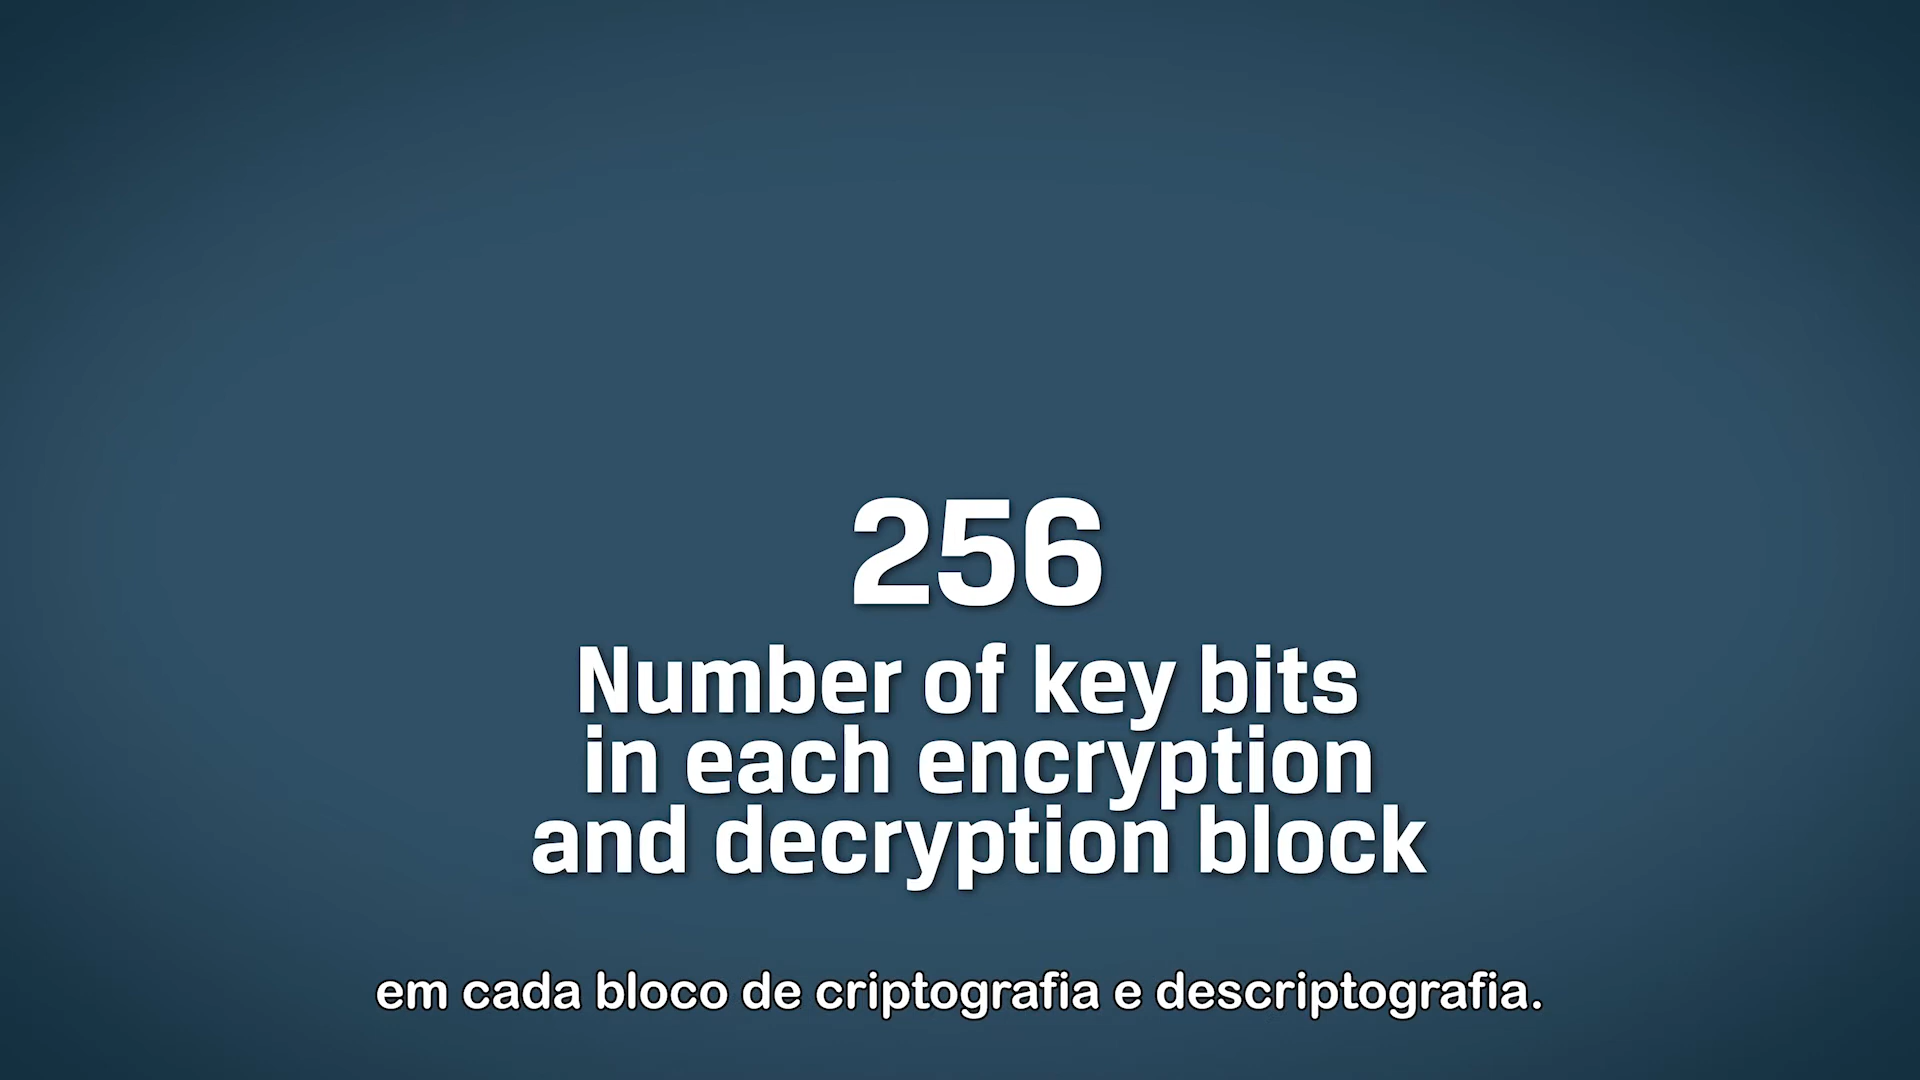 256
Number of key bits
in each encryption
and decryption block
em cada bloco de criptografia e descriptografia.